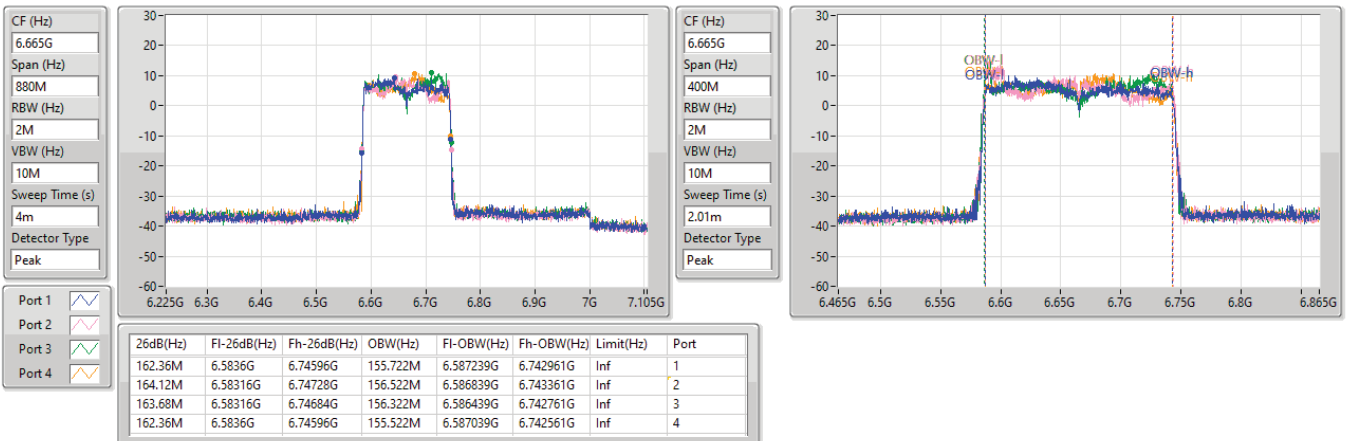 CF (Hz)
6.665G
Span (Hz)
880M
RBW (Hz)
2M
VBW (Hz)
10M
Sweep Time (s)
4m
Detector Type
Peak
30
20
10
0
-10
-20
-30
-40
-50
-60
6.225G 6.3G 6.4G 6.5G 6.6G 6.7G 6.8G 6.9G 7G 7.105G
CF (Hz)
6.665G
Span (Hz)
400M
RBW (Hz)
2M
VBW (Hz)
10M
Sweep Time (s)
2.01m
Detector Type
Peak
30
20
10
0
-10
-20
-30
-40
-50
-60
OBW-l
OBW-l
OBW-h
6.465G 6.5G 6.55G 6.6G 6.65G 6.7G 6.75G 6.8G 6.865G
Port 1
Port 2
Port 3
Port 4
26dB(Hz) Fl-26dB(Hz) Fh-26dB(Hz) OBW(Hz) Fl-OBW(Hz) Fh-OBW(Hz) Limit(Hz) Port
162.36M 6.5836G 6.74596G 155.722M 6.587239G 6.742961G Inf 1
164.12M 6.58316G 6.74728G 156.522M 6.586839G 6.743361G Inf 2
163.68M 6.58316G 6.74684G 156.322M 6.586439G 6.742761G Inf 3
162.36M 6.5836G 6.74596G 155.522M 6.587039G 6.742561G Inf 4